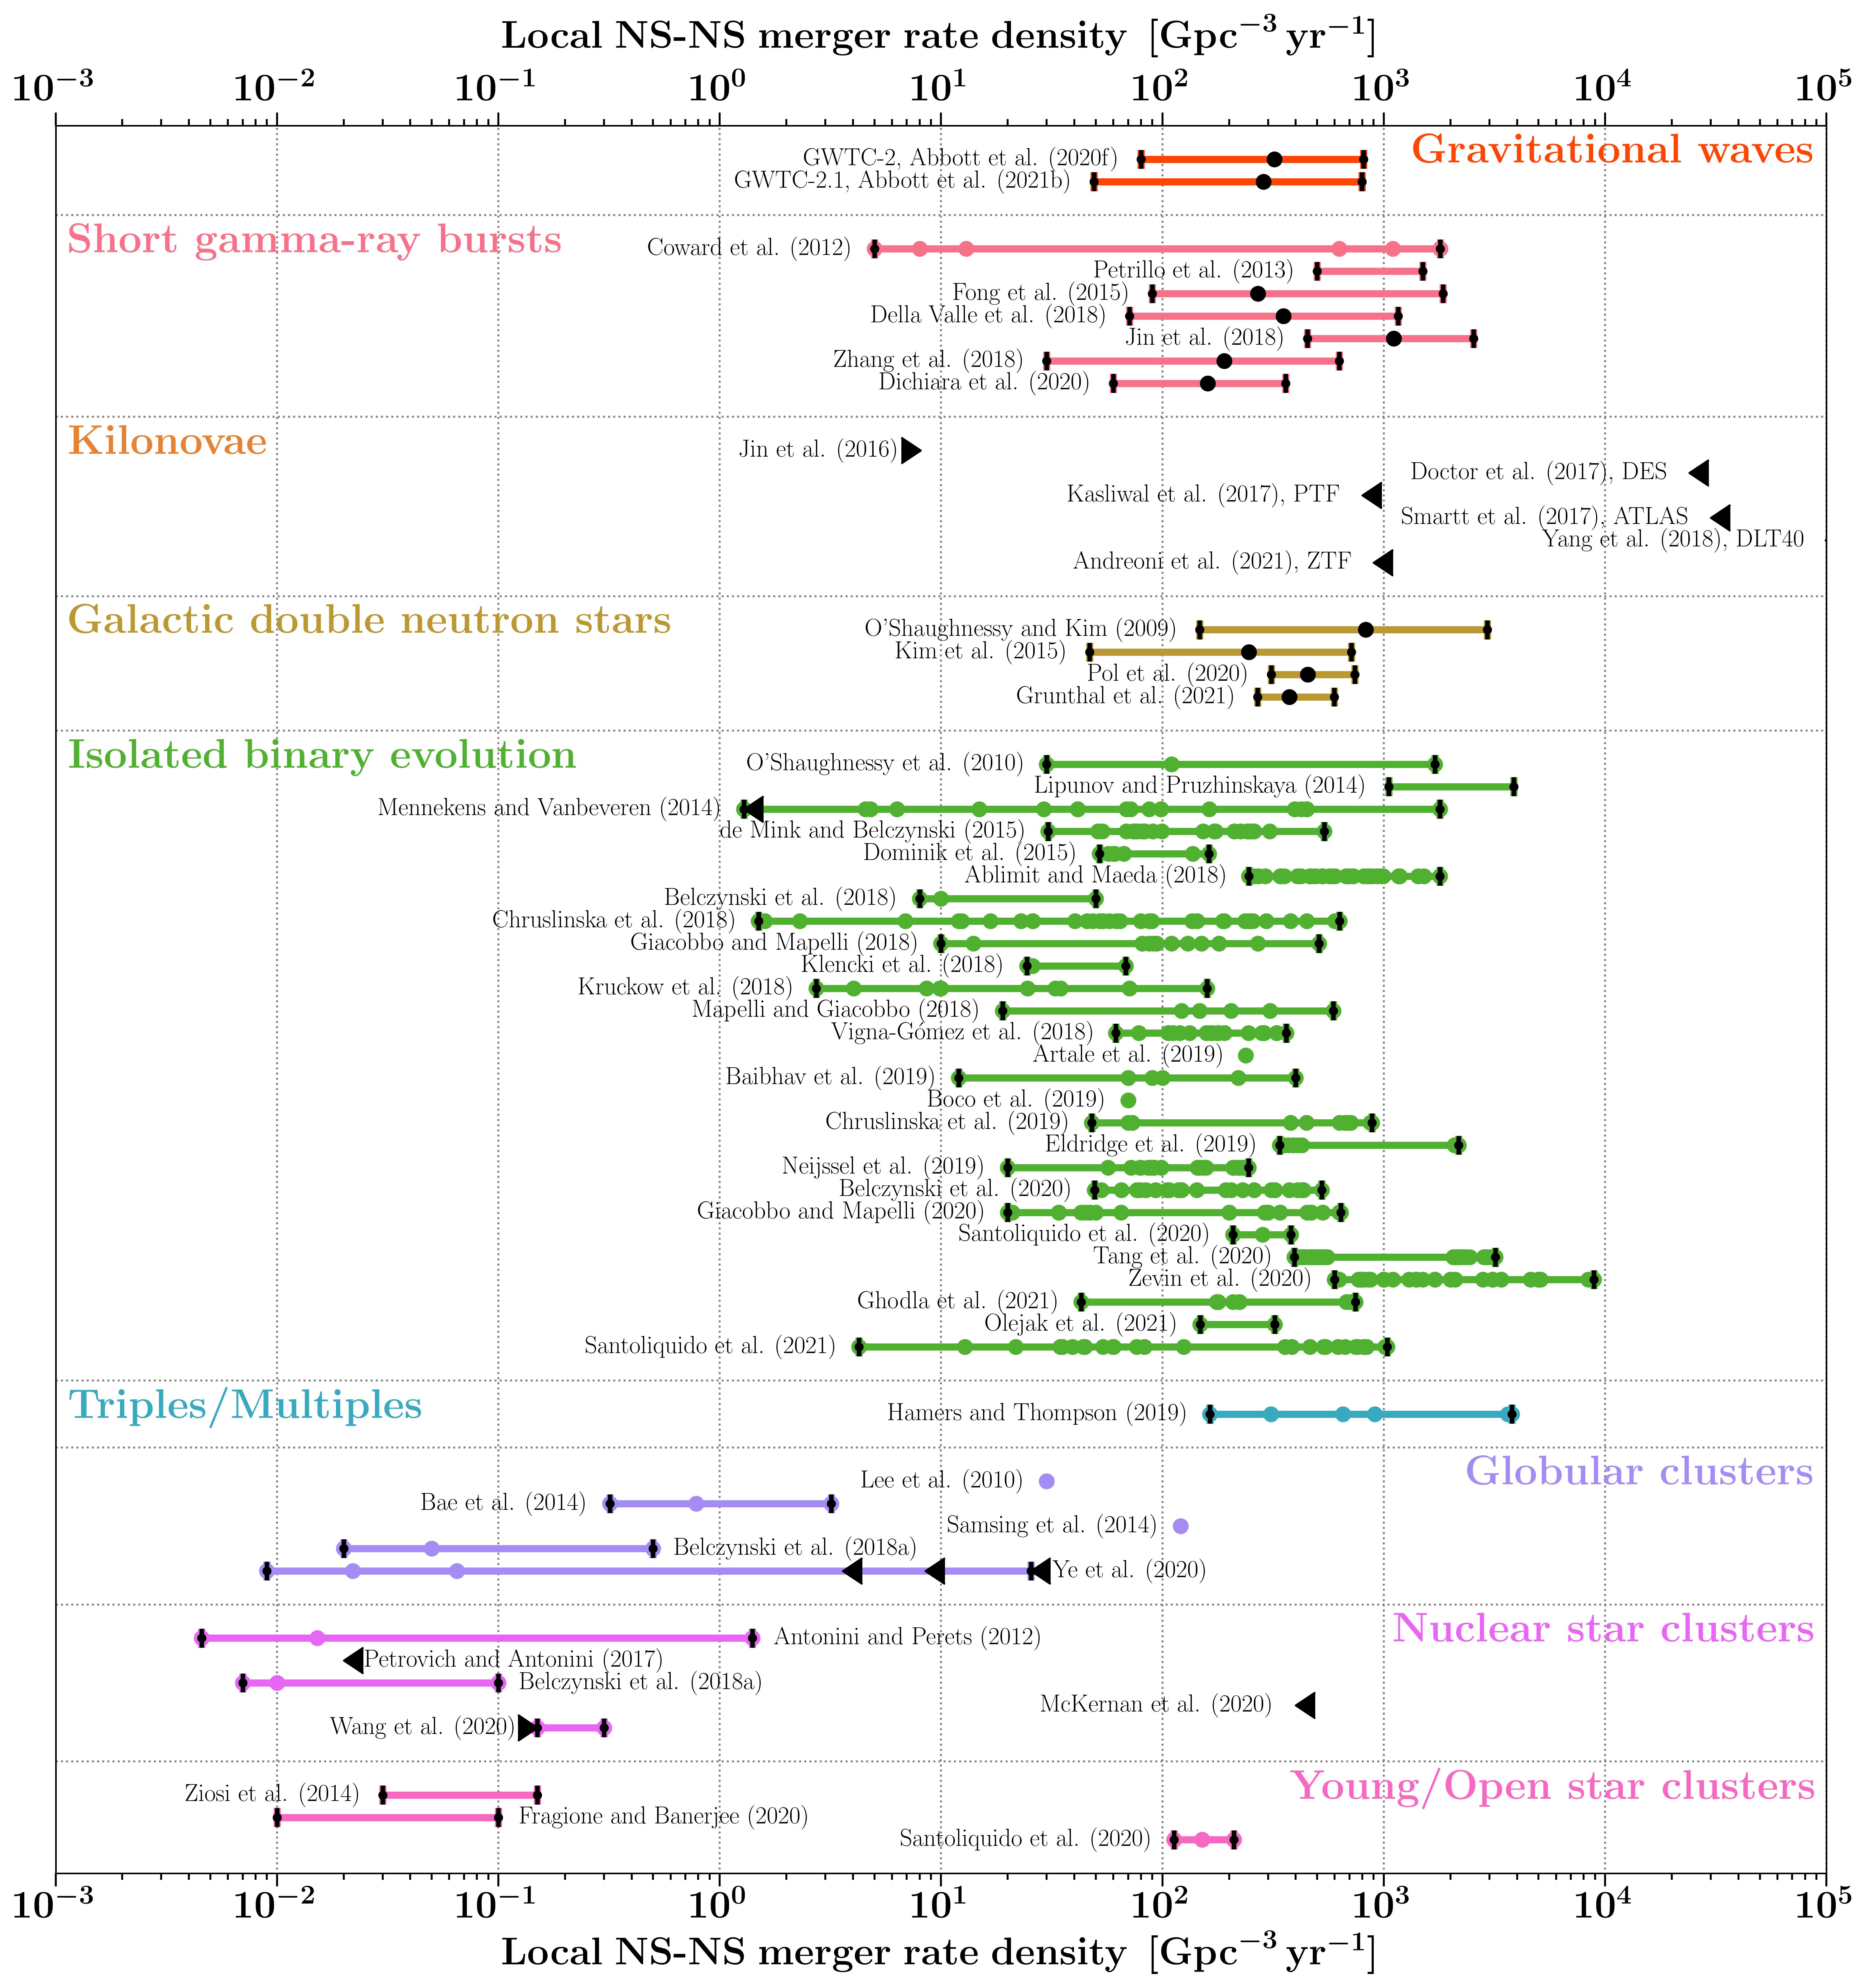 Local NS-NS merger rate density [Gpc⁻³ yr⁻¹]
10⁻³ 10⁻² 10⁻¹ 10⁰ 10¹ 10² 10³ 10⁴ 10⁵
Gravitational waves
GWTC-2, Abbott et al. (2020f)
GWTC-2.1, Abbott et al. (2021b)
Short gamma-ray bursts
Coward et al. (2012)
Petrillo et al. (2013)
Fong et al. (2015)
Della Valle et al. (2018)
Jin et al. (2018)
Zhang et al. (2018)
Dichiara et al. (2020)
Kilonovae
Jin et al. (2016)
Doctor et al. (2017), DES
Kasliwal et al. (2017), PTF
Smartt et al. (2017), ATLAS
Yang et al. (2018), DLT40
Andreoni et al. (2021), ZTF
Galactic double neutron stars
O'Shaughnessy and Kim (2009)
Kim et al. (2015)
Pol et al. (2020)
Grunthal et al. (2021)
Isolated binary evolution
O'Shaughnessy et al. (2010)
Lipunov and Pruzhinskaya (2014)
Mennekens and Vanbeveren (2014)
de Mink and Belczynski (2015)
Dominik et al. (2015)
Ablimit and Maeda (2018)
Belczynski et al. (2018)
Chruslinska et al. (2018)
Giacobbo and Mapelli (2018)
Klencki et al. (2018)
Kruckow et al. (2018)
Mapelli and Giacobbo (2018)
Vigna-Gómez et al. (2018)
Artale et al. (2019)
Baibhav et al. (2019)
Boco et al. (2019)
Chruslinska et al. (2019)
Eldridge et al. (2019)
Neijssel et al. (2019)
Belczynski et al. (2020)
Giacobbo and Mapelli (2020)
Santoliquido et al. (2020)
Tang et al. (2020)
Zevin et al. (2020)
Ghodla et al. (2021)
Olejak et al. (2021)
Santoliquido et al. (2021)
Triples/Multiples
Hamers and Thompson (2019)
Globular clusters
Lee et al. (2010)
Bae et al. (2014)
Samsing et al. (2014)
Belczynski et al. (2018a)
Ye et al. (2020)
Nuclear star clusters
Antonini and Perets (2012)
Petrovich and Antonini (2017)
Belczynski et al. (2018a)
McKernan et al. (2020)
Wang et al. (2020)
Young/Open star clusters
Ziosi et al. (2014)
Fragione and Banerjee (2020)
Santoliquido et al. (2020)
10⁻³ 10⁻² 10⁻¹ 10⁰ 10¹ 10² 10³ 10⁴ 10⁵
Local NS-NS merger rate density [Gpc⁻³ yr⁻¹]